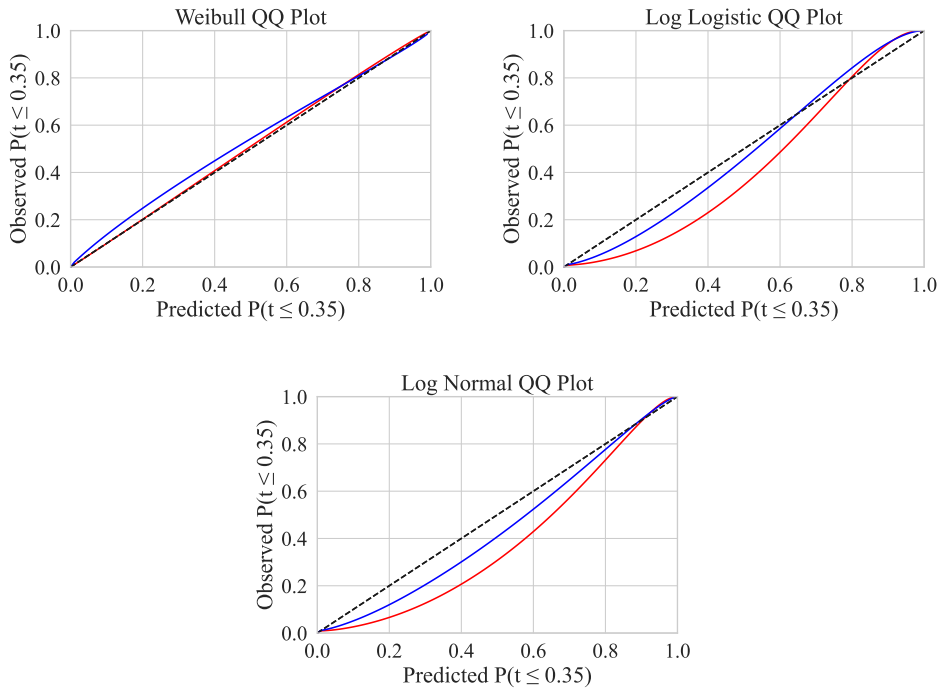 Weibull QQ Plot
Observed P(t ≤ 0.35)
1.0
0.8
0.6
0.4
0.2
0.0
0.0 0.2 0.4 0.6 0.8 1.0
Predicted P(t ≤ 0.35)
Log Logistic QQ Plot
Observed P(t ≤ 0.35)
1.0
0.8
0.6
0.4
0.2
0.0
0.0 0.2 0.4 0.6 0.8 1.0
Predicted P(t ≤ 0.35)
Log Normal QQ Plot
Observed P(t ≤ 0.35)
1.0
0.8
0.6
0.4
0.2
0.0
0.0 0.2 0.4 0.6 0.8 1.0
Predicted P(t ≤ 0.35)